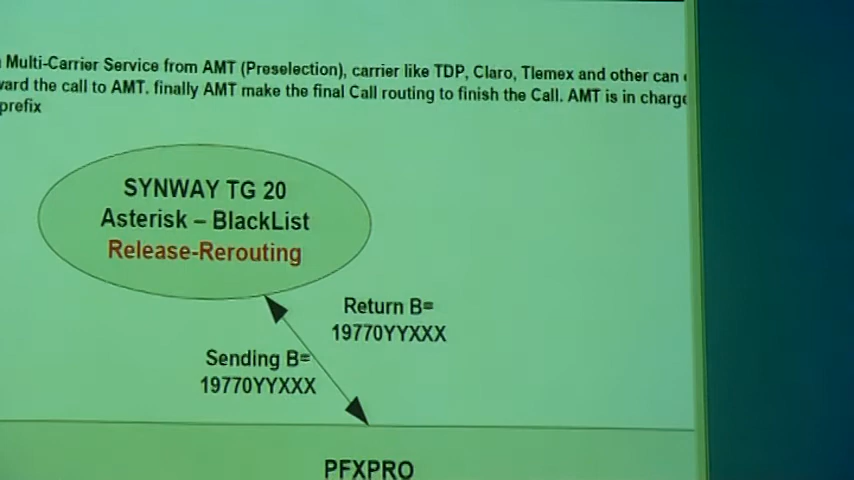 Multi-Carrier Service from AMT (Preselection), carrier like TDP, Claro, Tlemex and other can
ward the call to AMT. finally AMT make the final Call routing to finish the Call. AMT is in charge
prefix
SYNWAY TG 20
Asterisk – BlackList
Release-Rerouting
Return B=
19770YYXXX
Sending B=
19770YYXXX
PFXPRO